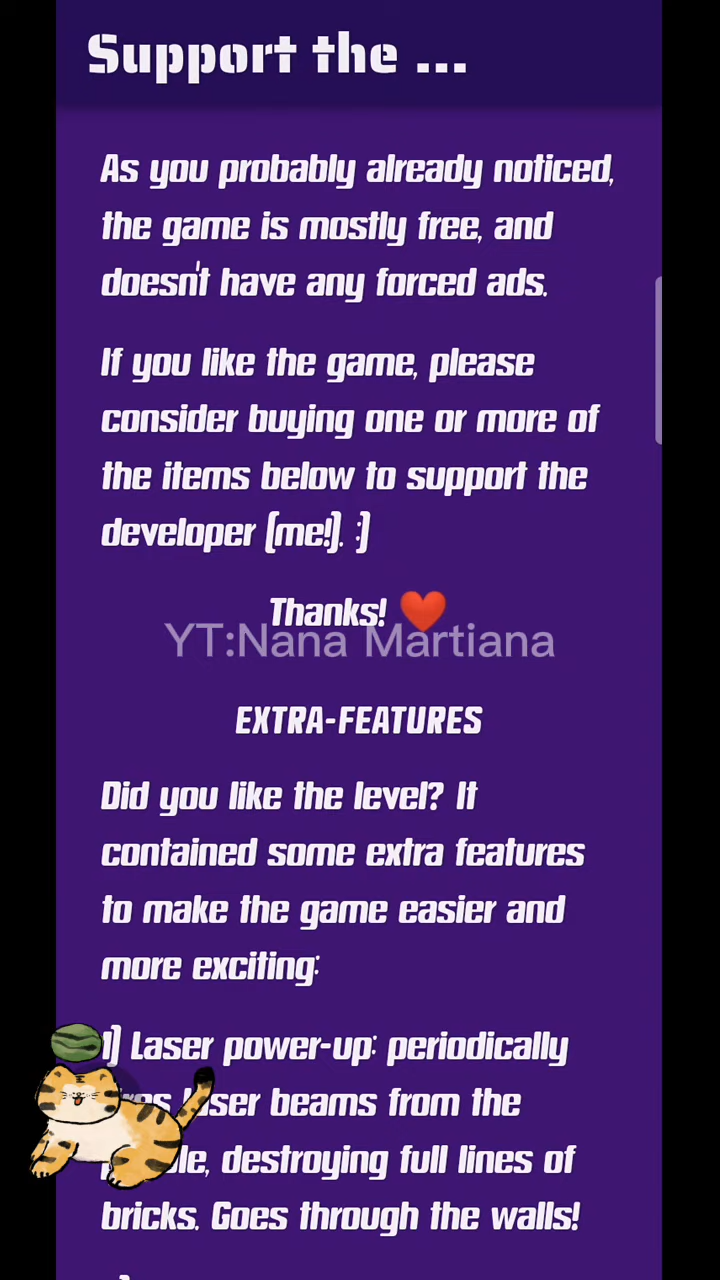 Support the ...
As you probably already noticed,
the game is mostly free, and
doesn't have any forced ads.
If you like the game, please
consider buying one or more of
the items below to support the
developer (me!). :)
Thanks! ❤️
YT:Nana Martiana
EXTRA-FEATURES
Did you like the level? It
contained some extra features
to make the game easier and
more exciting:
1) Laser power-up: periodically
laser beams from the
destroying full lines of
bricks. Goes through the walls!